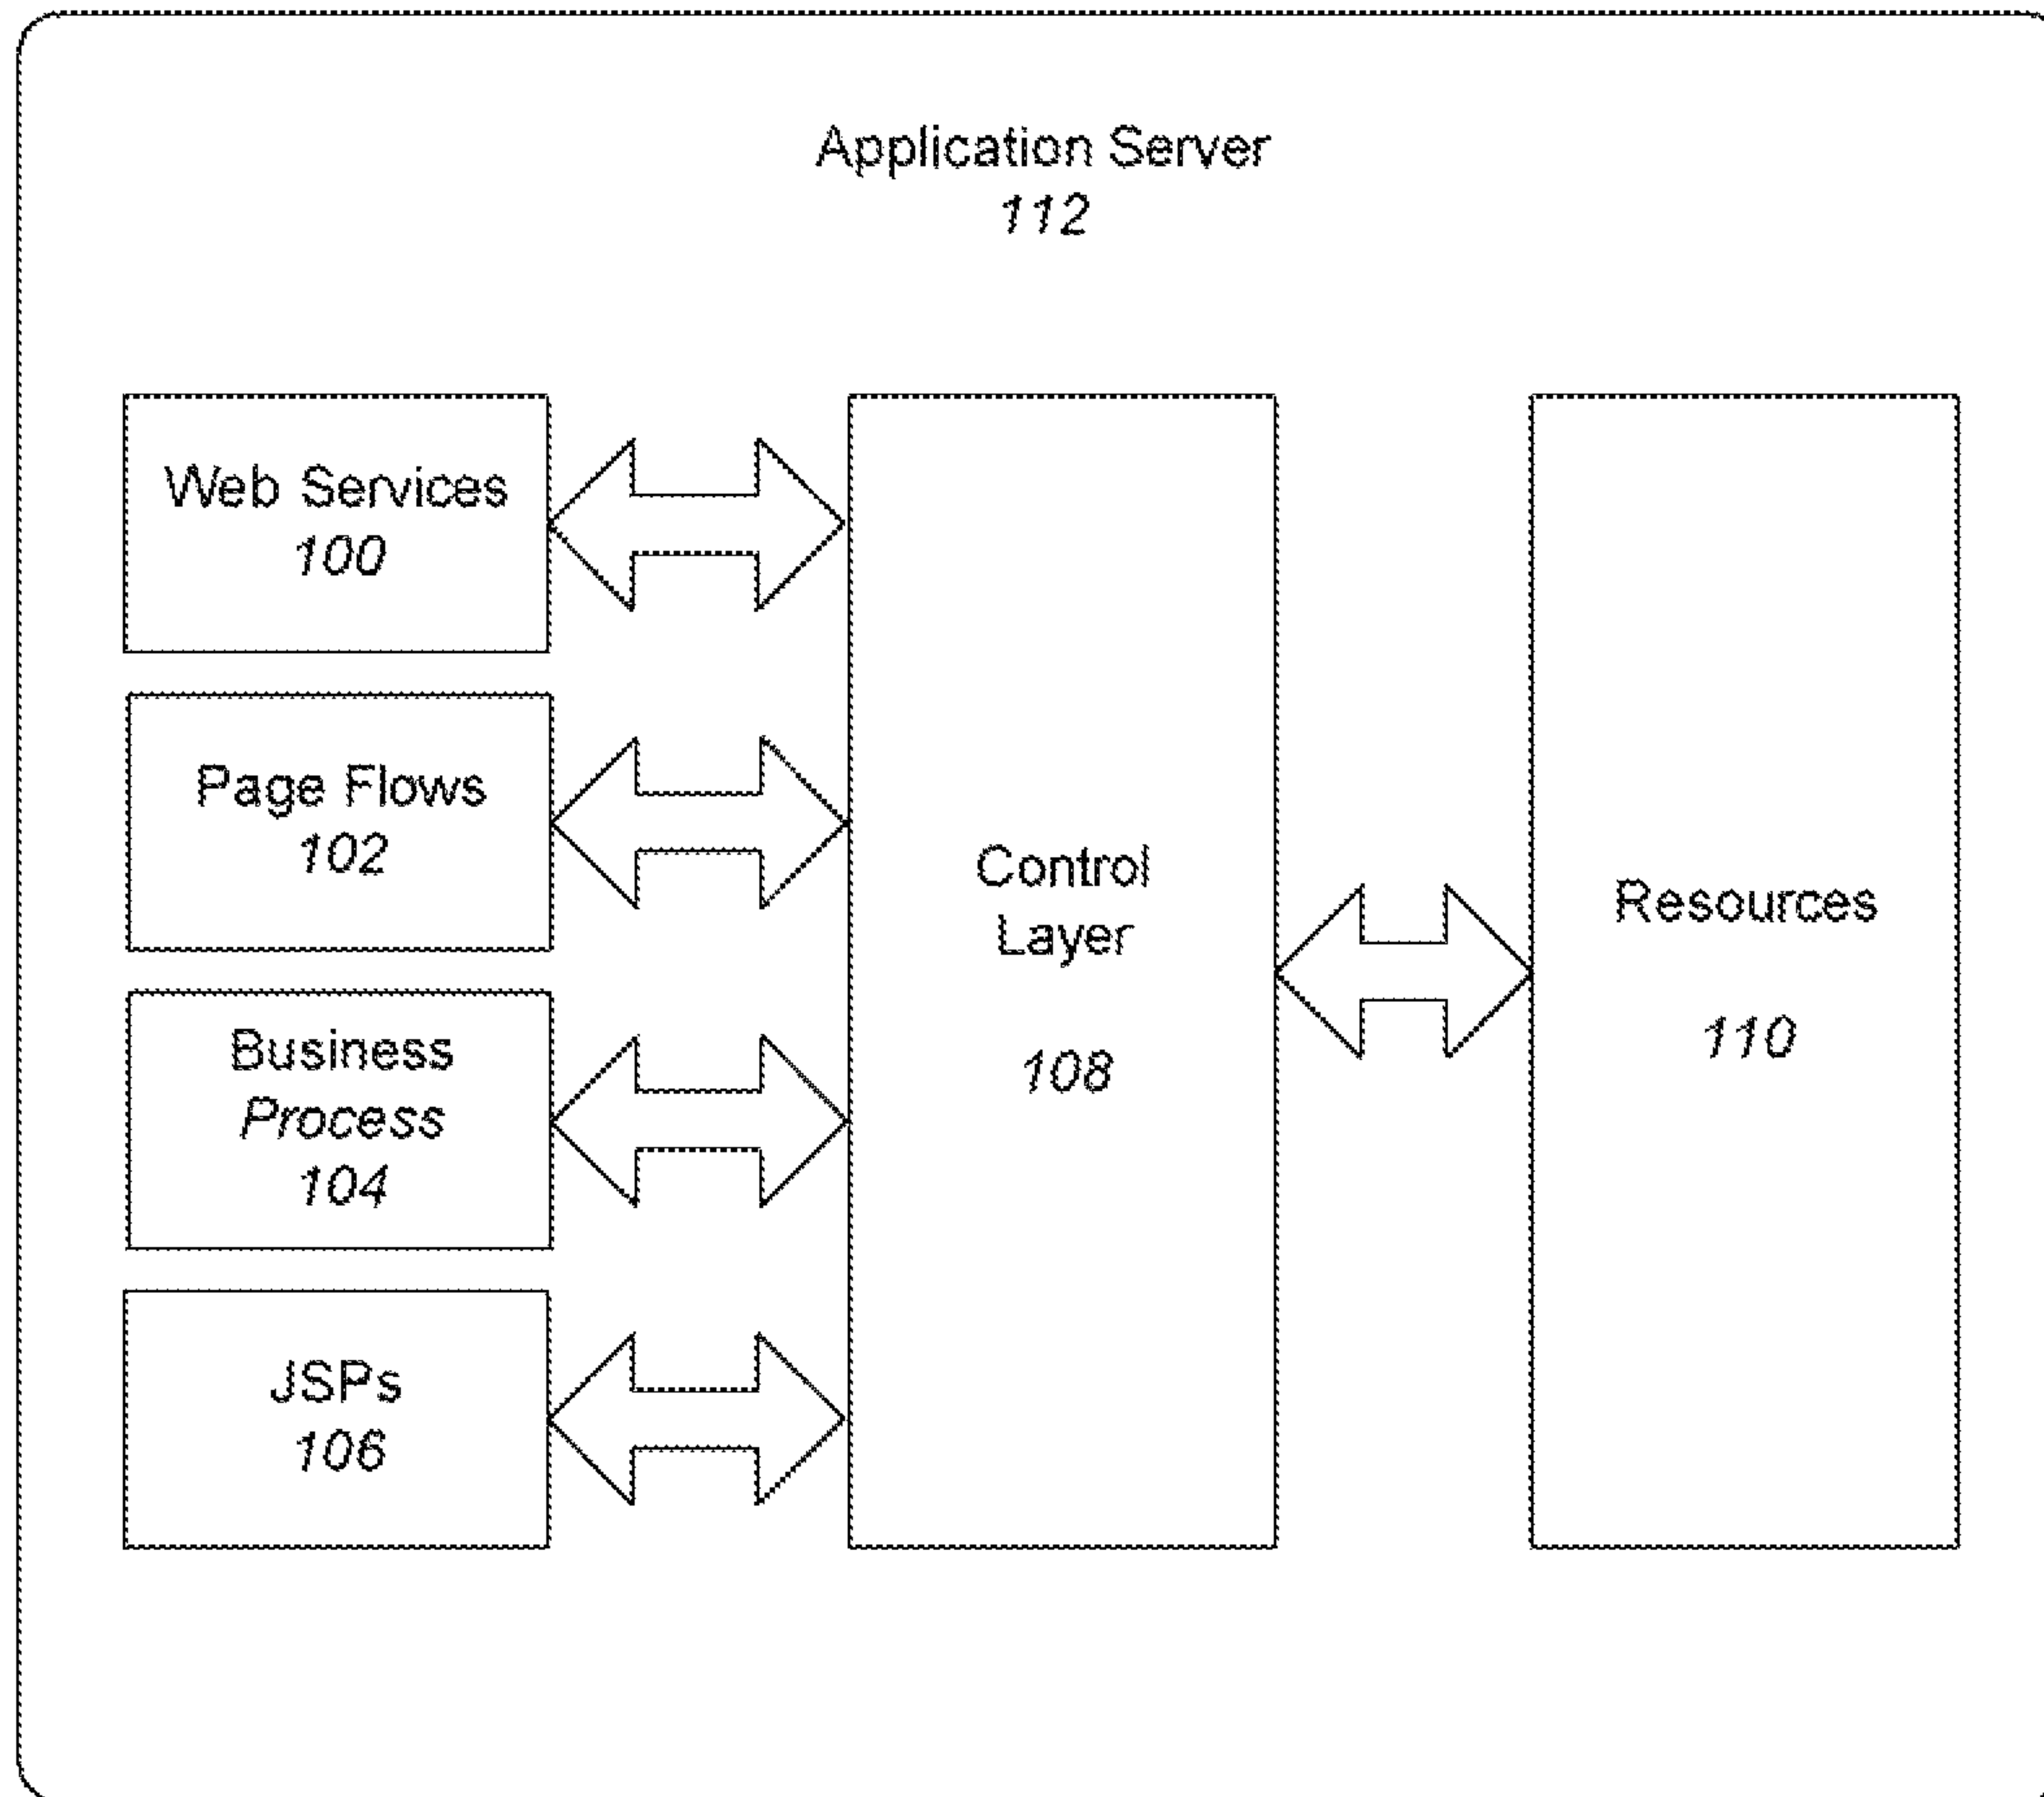 Application Server
112
Web Services
100
Page Flows
102
Business
Process
104
JSPs
106
Control
Layer
108
Resources
110